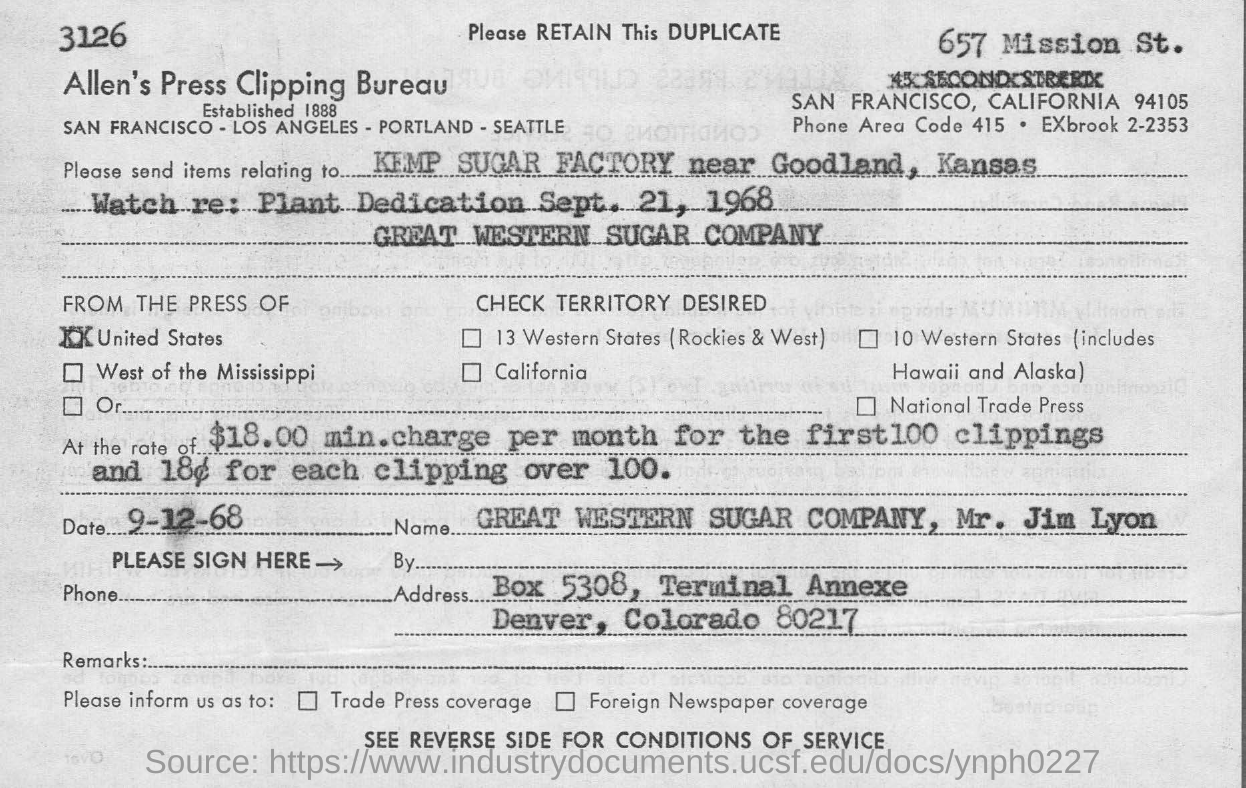 3126
Please RETAIN This DUPLICATE
657 Mission St.
Allen's Press Clipping Bureau
45 SECOND STREET
Established 1888
SAN FRANCISCO, CALIFORNIA 94105
SAN FRANCISCO - LOS ANGELES - PORTLAND - SEATTLE
Phone Area Code 415 • EXbrook 2-2353
Please send items relating to KEMP SUGAR FACTORY near Goodland, Kansas
Watch re: Plant Dedication Sept. 21, 1968
GREAT WESTERN SUGAR COMPANY
FROM THE PRESS OF CHECK TERRITORY DESIRED
XX United States ☐ 13 Western States (Rockies & West) ☐ 10 Western States (includes
☐ West of the Mississippi ☐ California Hawaii and Alaska)
☐ Or ☐ National Trade Press
At the rate of $18.00 min.charge per month for the first100 clippings
and 18¢ for each clipping over 100.
Date 9-12-68 Name GREAT WESTERN SUGAR COMPANY, Mr. Jim Lyon
PLEASE SIGN HERE → By
Phone Address Box 5308, Terminal Annexe
Denver, Colorado 80217
Remarks:
Please inform us as to: ☐ Trade Press coverage ☐ Foreign Newspaper coverage
SEE REVERSE SIDE FOR CONDITIONS OF SERVICE
Source: https://www.industrydocuments.ucsf.edu/docs/ynph0227